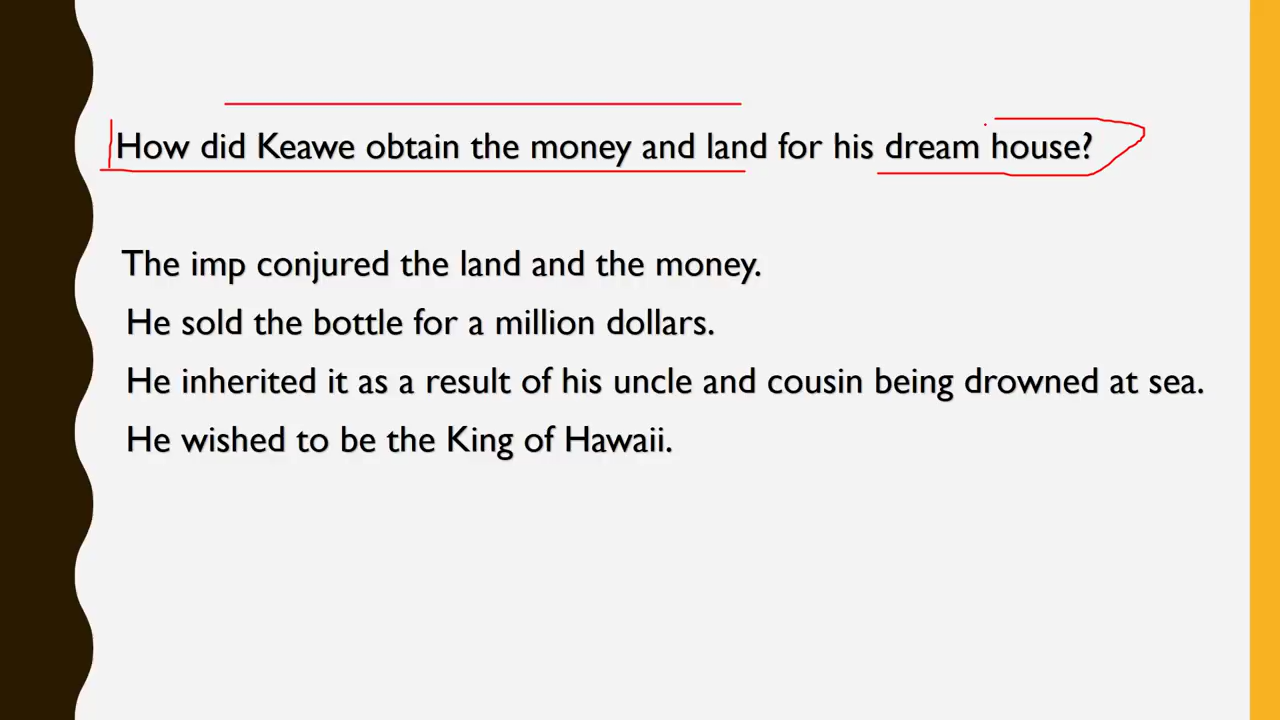 How did Keawe obtain the money and land for his dream house?
The imp conjured the land and the money.
He sold the bottle for a million dollars.
He inherited it as a result of his uncle and cousin being drowned at sea.
He wished to be the King of Hawaii.